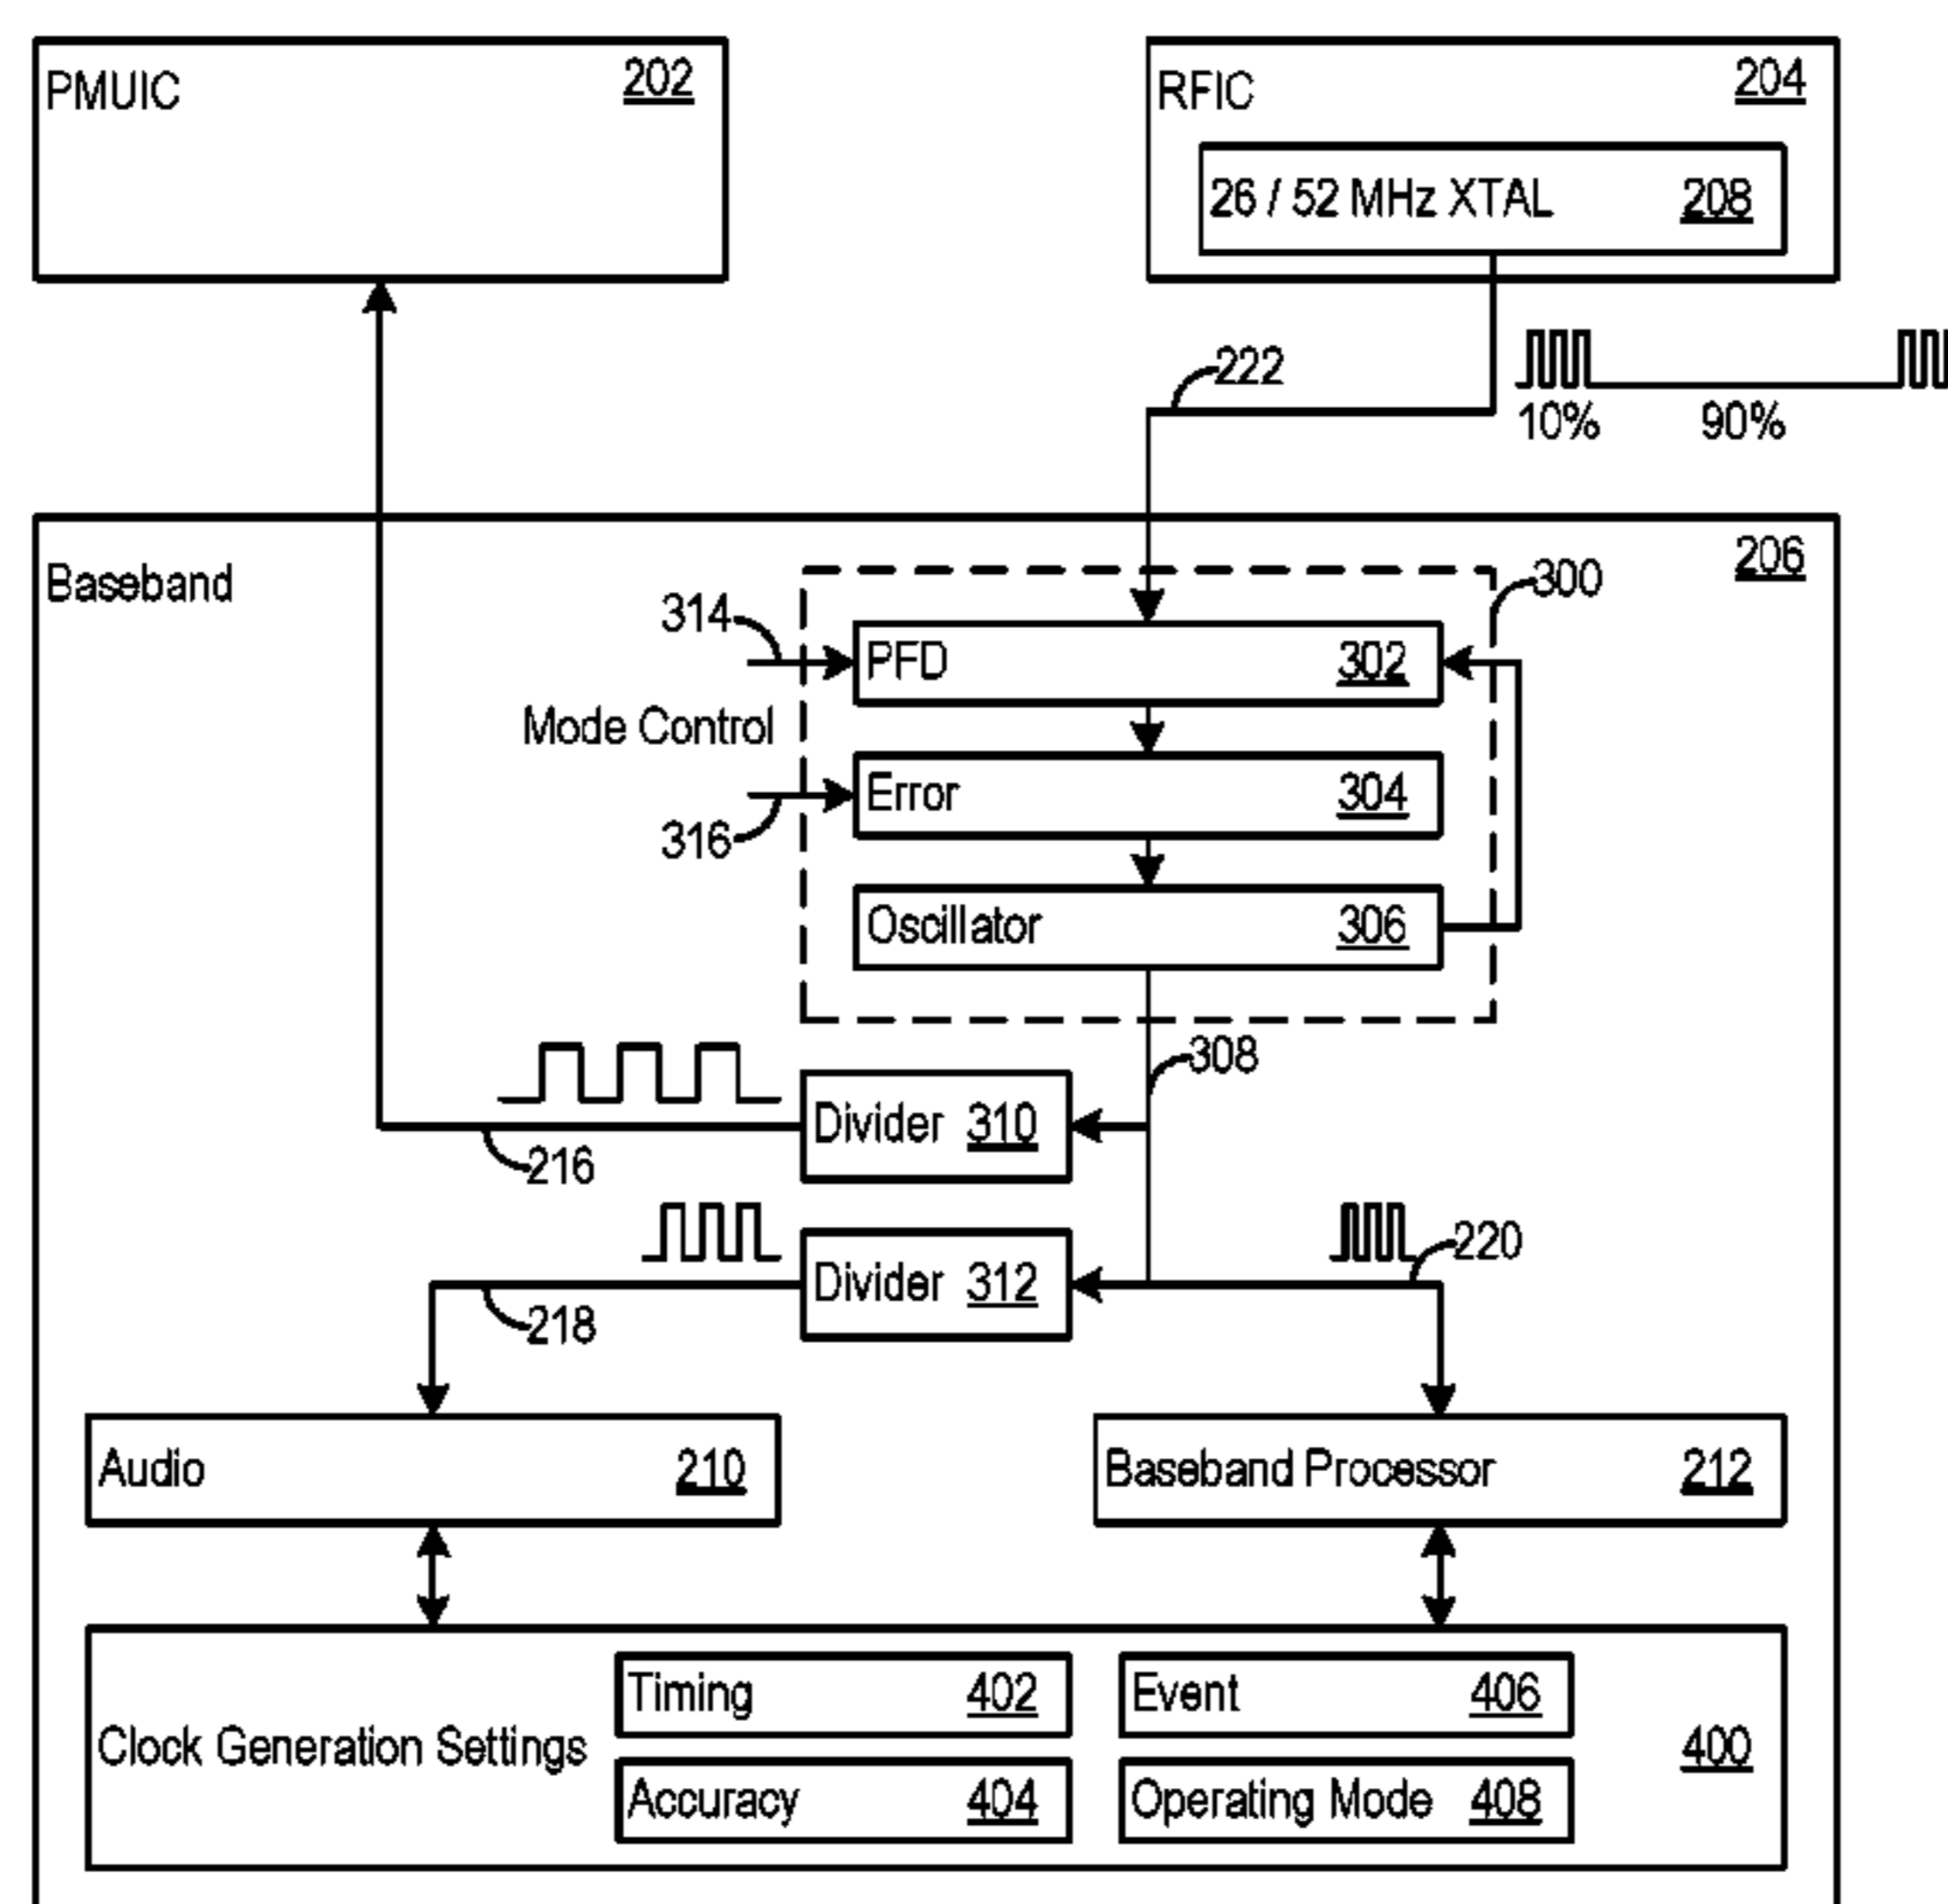 PMUIC 202
RFIC 204
26 / 52 MHz XTAL 208
222
10% 90%
Baseband 206
300
314
PFD 302
Mode Control
Error 304
316
Oscillator 306
308
Divider 310
216
220
Divider 312
218
Audio 210
Baseband Processor 212
Timing 402
Event 406
Clock Generation Settings 400
Accuracy 404
Operating Mode 408